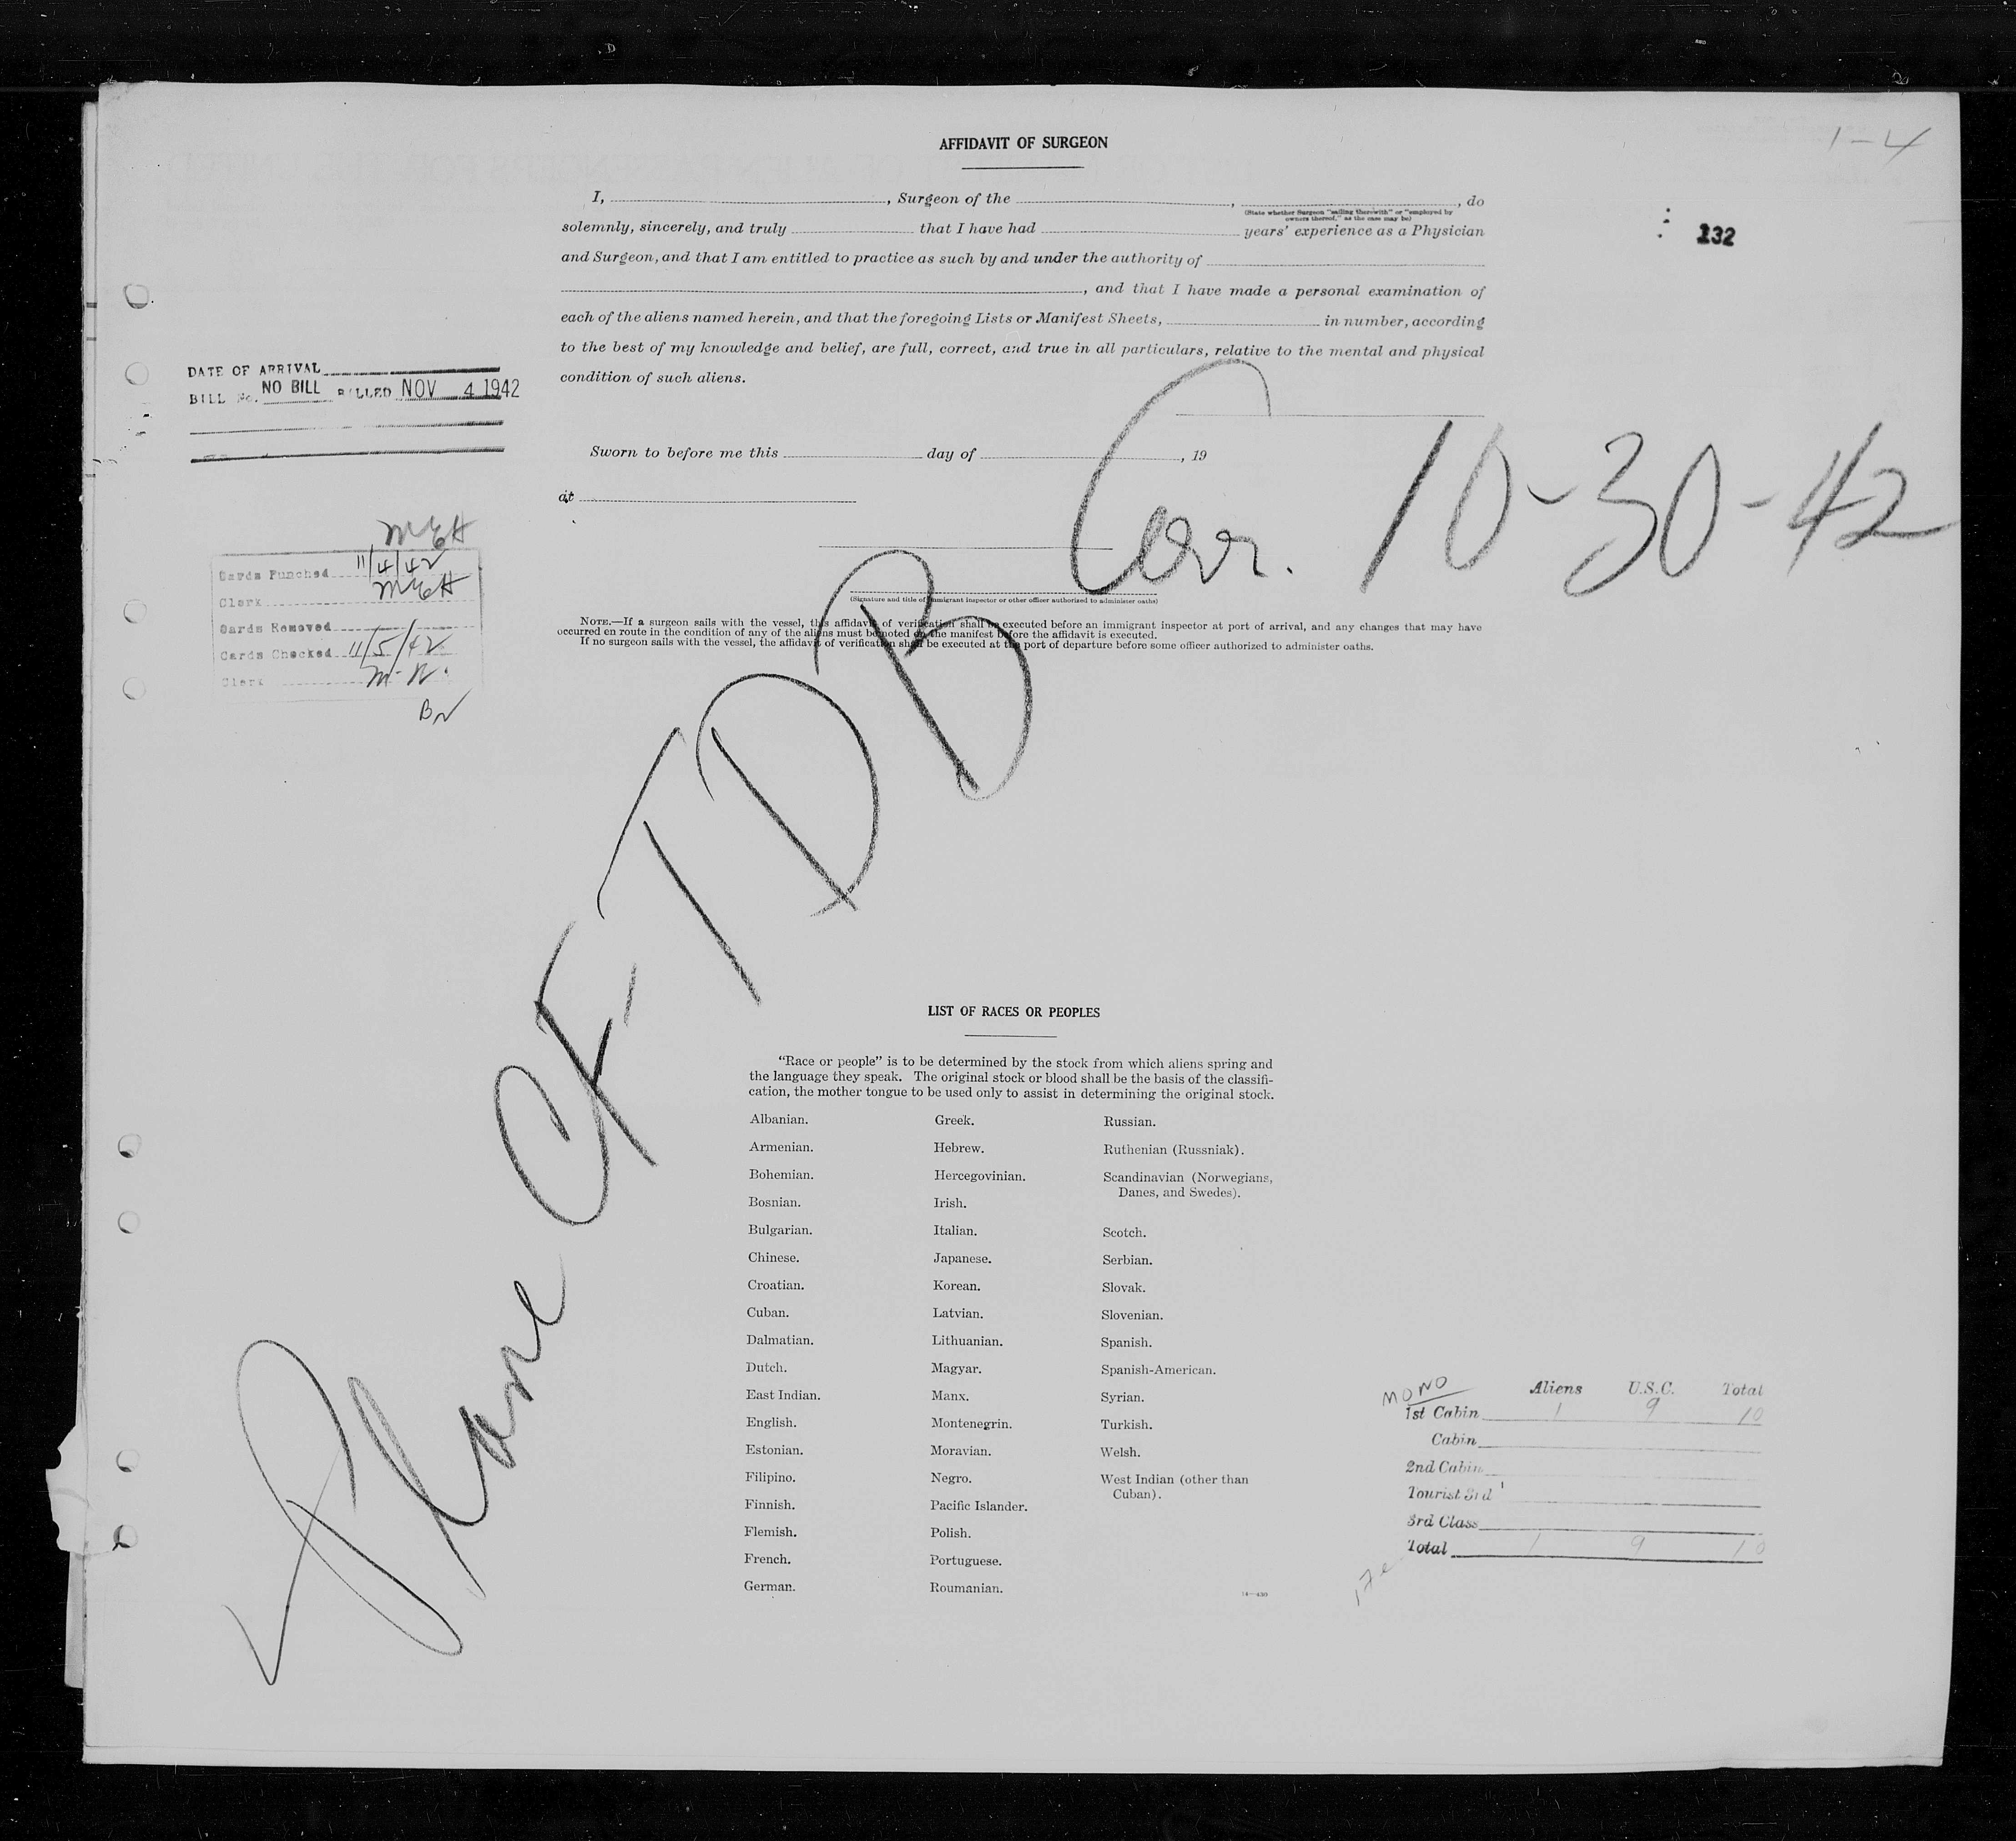 1-4
AFFIDAVIT OF SURGEON
I, , Surgeon of the , , do
(State whether Surgeon "sailing therewith" or "employed by
owners thereof," as the case may be)
solemnly, sincerely, and truly that I have had years' experience as a Physician
and Surgeon, and that I am entitled to practice as such by and under the authority of
, and that I have made a personal examination of
each of the aliens named herein, and that the foregoing Lists or Manifest Sheets, in number, according
to the best of my knowledge and belief, are full, correct, and true in all particulars, relative to the mental and physical
condition of such aliens.
132
DATE OF ARRIVAL
BILL No. NO BILL BILLED NOV 4 1942
Sworn to before me this day of , 19
at
Arr. 10-30-42
(Signature and title of immigrant inspector or other officer authorized to administer oaths)
NOTE.—If a surgeon sails with the vessel, this affidavit of verification shall be executed before an immigrant inspector at port of arrival, and any changes that may have
occurred en route in the condition of any of the aliens must be noted on the manifest before the affidavit is executed.
If no surgeon sails with the vessel, the affidavit of verification shall be executed at the port of departure before some officer authorized to administer oaths.
MEH
Cards Punched 11/4/42
Clerk MEH
Cards Removed
Cards Checked 11/5/42
Clerk M.R.
Plane CF-TDB
LIST OF RACES OR PEOPLES
"Race or people" is to be determined by the stock from which aliens spring and
the language they speak. The original stock or blood shall be the basis of the classifi-
cation, the mother tongue to be used only to assist in determining the original stock.
Albanian.
Armenian.
Bohemian.
Bosnian.
Bulgarian.
Chinese.
Croatian.
Cuban.
Dalmatian.
Dutch.
East Indian.
English.
Estonian.
Filipino.
Finnish.
Flemish.
French.
German.
Greek.
Hebrew.
Hercegovinian.
Irish.
Italian.
Japanese.
Korean.
Latvian.
Lithuanian.
Magyar.
Manx.
Montenegrin.
Moravian.
Negro.
Pacific Islander.
Polish.
Portuguese.
Roumanian.
Russian.
Ruthenian (Russniak).
Scandinavian (Norwegians,
Danes, and Swedes).
Scotch.
Serbian.
Slovak.
Slovenian.
Spanish.
Spanish-American.
Syrian.
Turkish.
Welsh.
West Indian (other than
Cuban).
14—430
MONO
Aliens U.S.C. Total
1st Cabin 1 9 10
Cabin
2nd Cabin
Tourist 3rd
3rd Class
Total 1 9 10